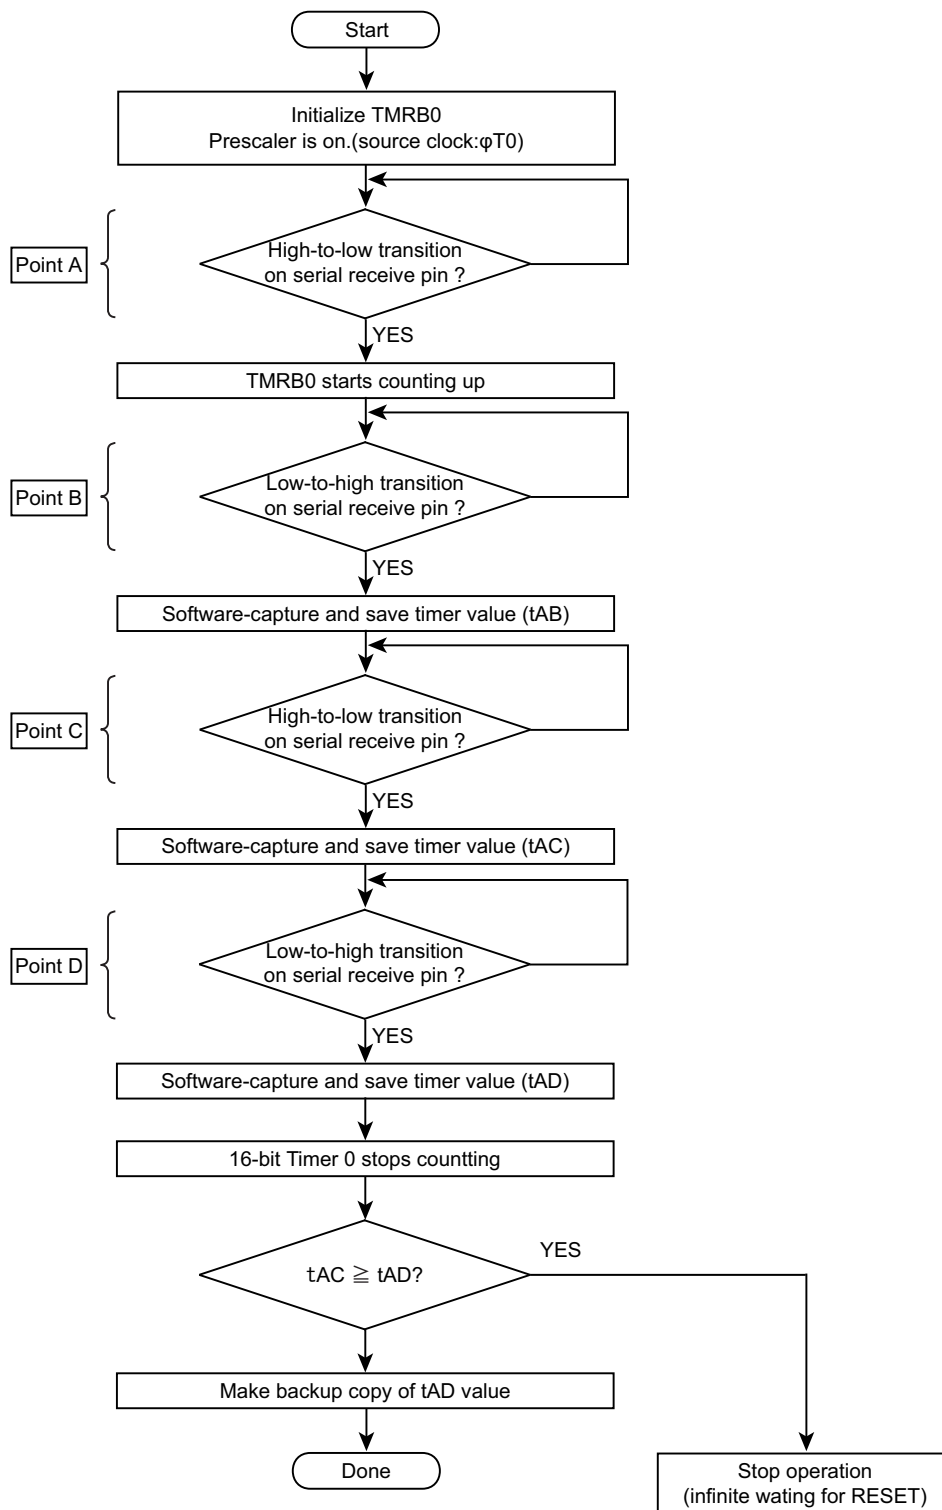 Start
Initialize TMRB0
Prescaler is on.(source clock:φT0)
Point A
High-to-low transition
on serial receive pin ?
YES
TMRB0 starts counting up
Point B
Low-to-high transition
on serial receive pin ?
YES
Software-capture and save timer value (tAB)
Point C
High-to-low transition
on serial receive pin ?
YES
Software-capture and save timer value (tAC)
Point D
Low-to-high transition
on serial receive pin ?
YES
Software-capture and save timer value (tAD)
16-bit Timer 0 stops countting
YES
tAC ≧ tAD?
Make backup copy of tAD value
Done
Stop operation
(infinite wating for RESET)